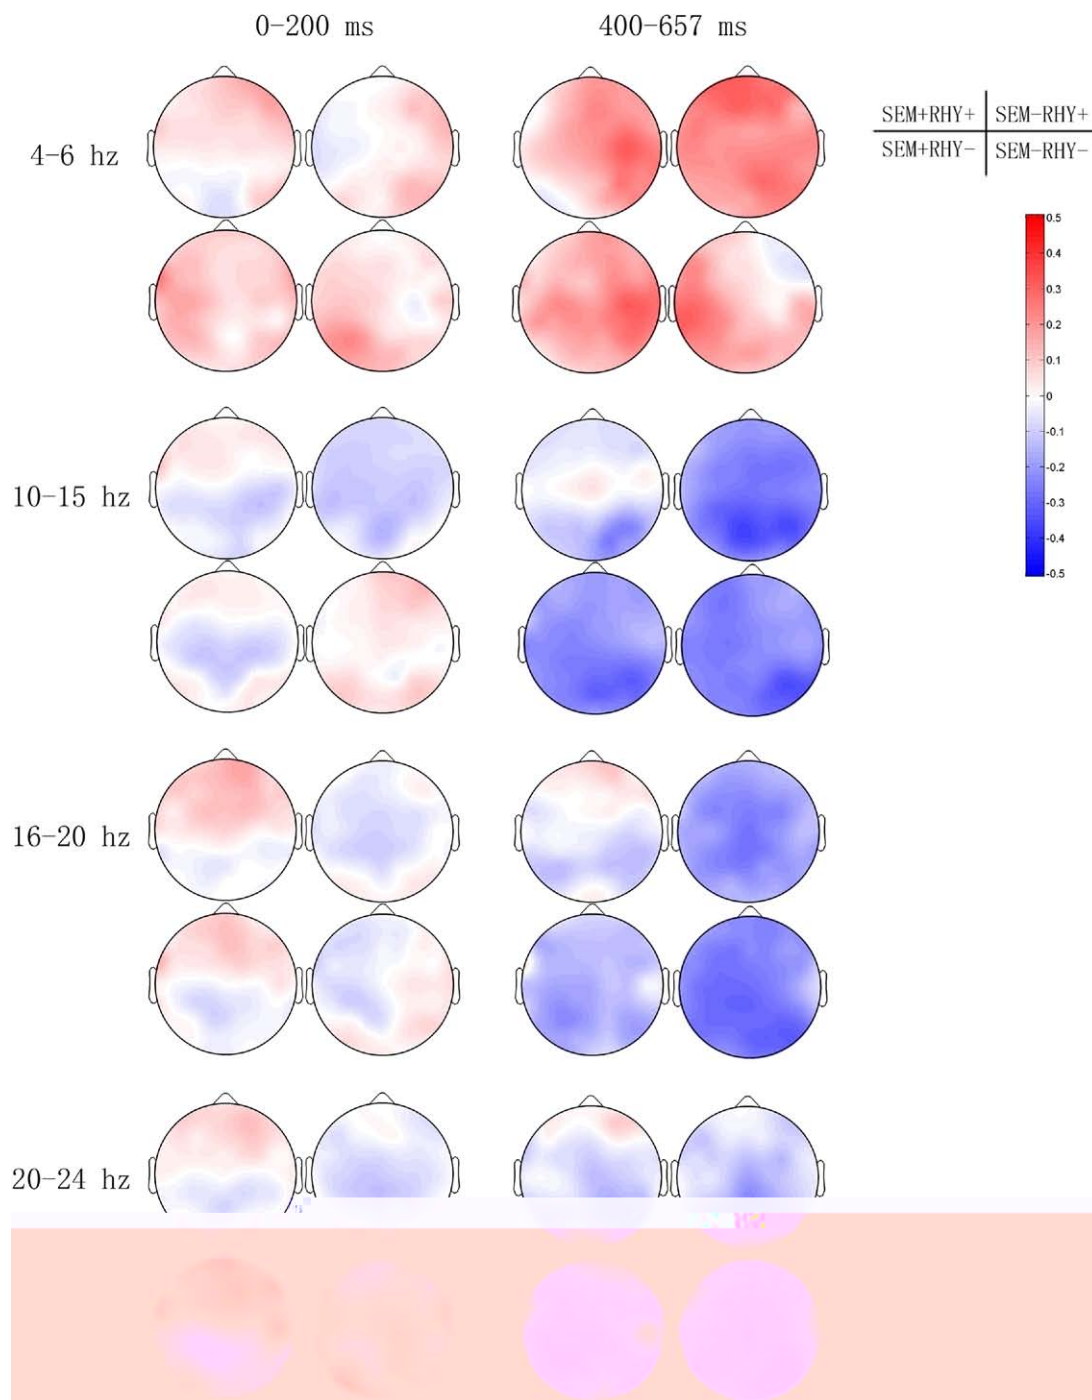 0-200 ms
400-657 ms
4-6 hz
SEM+RHY+
SEM-RHY+
SEM+RHY-
SEM-RHY-
0.5
0.4
0.3
0.2
0.1
0
-0.1
-0.2
-0.3
-0.4
-0.5
10-15 hz
16-20 hz
20-24 hz